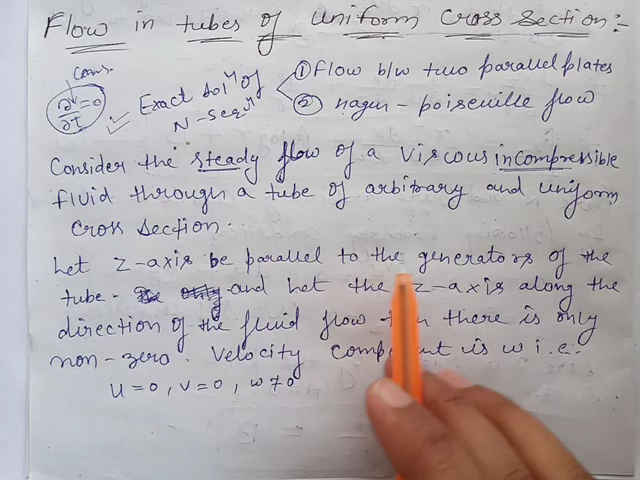 Flow in tubes of uniform cross section:-
cons.
∂/∂t = 0
Exact solⁿ of
N-S eqⁿ
① Flow b/w two parallel plates
② hagen - poiseuille flow
Consider the steady flow of a viscous incompressible
fluid through a tube of arbitrary and uniform
cross section.
Let z-axis be parallel to the generators of the
tube - and Let the z-axis along the
direction of the fluid flow there is only
non-zero. Velocity component is w i.e.
u=0, v=0, w≠0